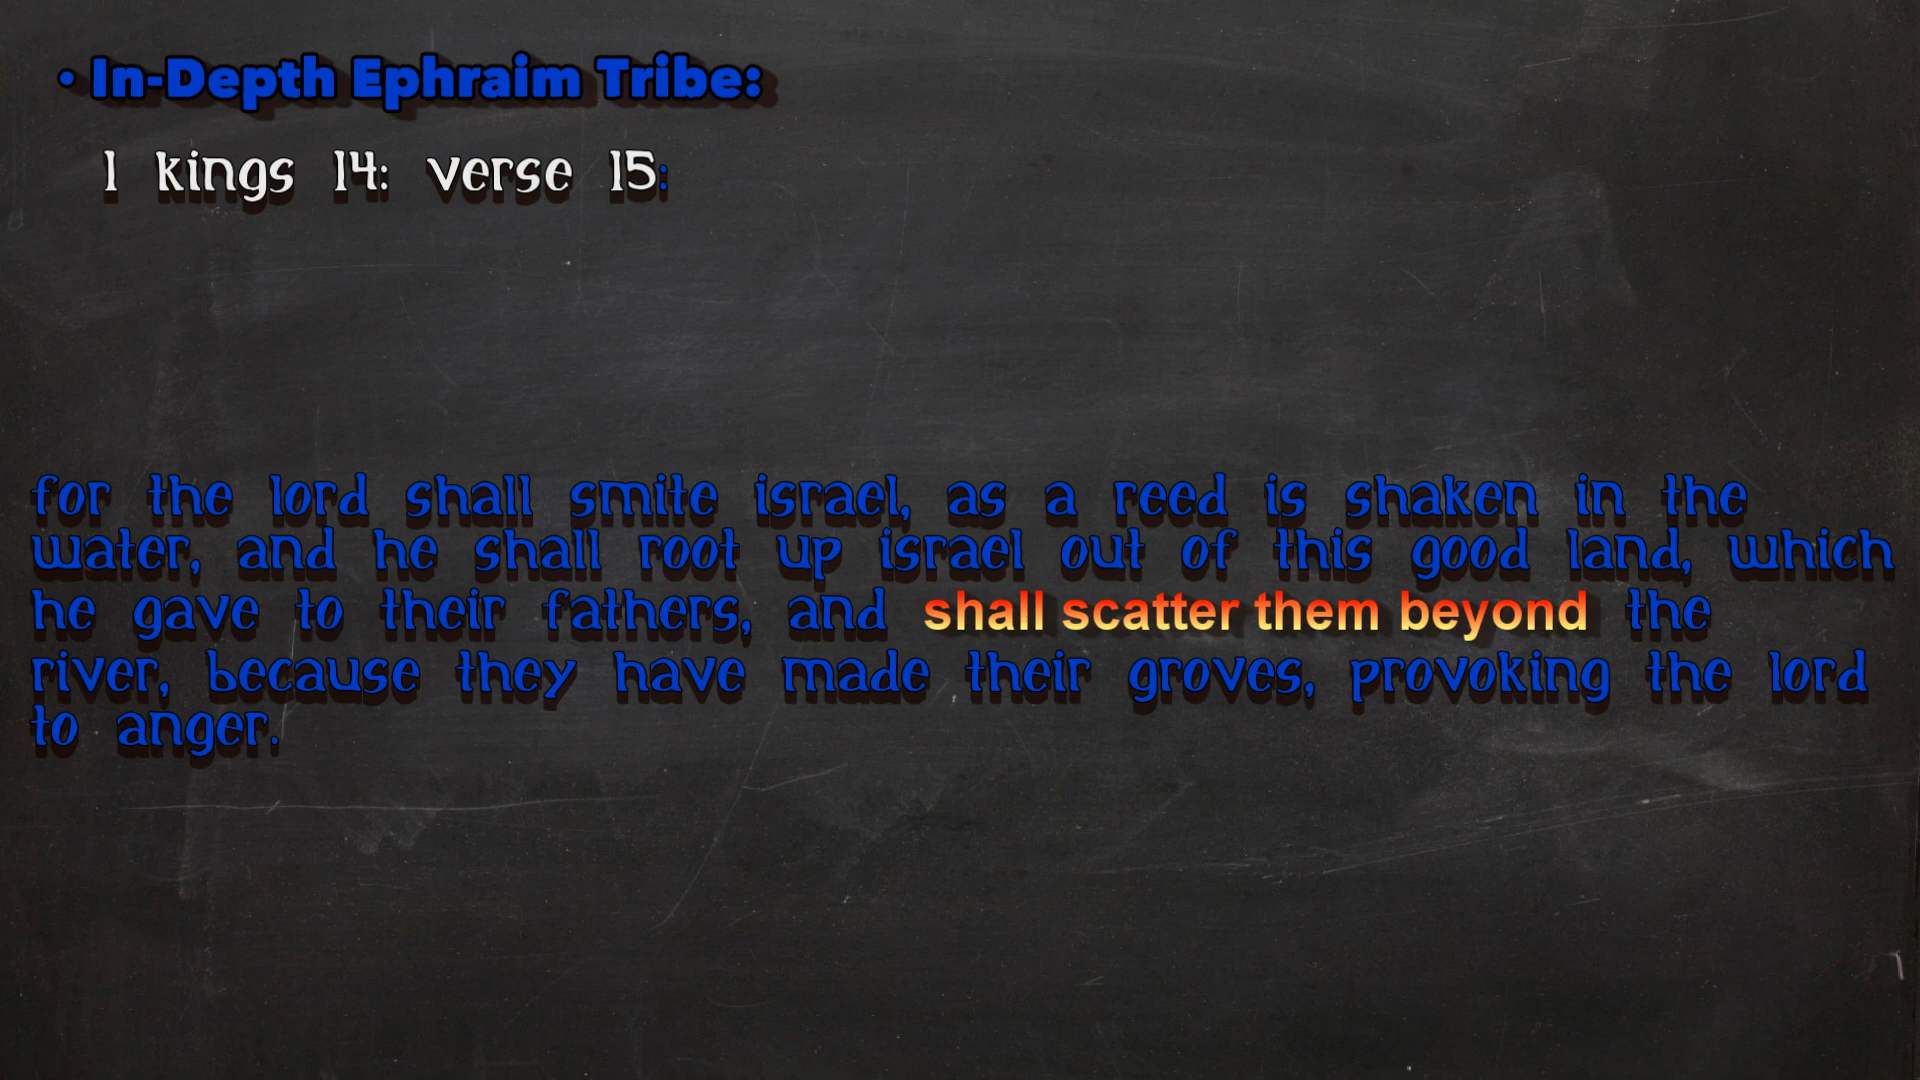 • In-Depth Ephraim Tribe:
1 kings 14: verse 15:
for the lord shall smite israel, as a reed is shaken in the
water, and he shall root up israel out of this good land, which
he gave to their fathers, and shall scatter them beyond the
river, because they have made their groves, provoking the lord
to anger.